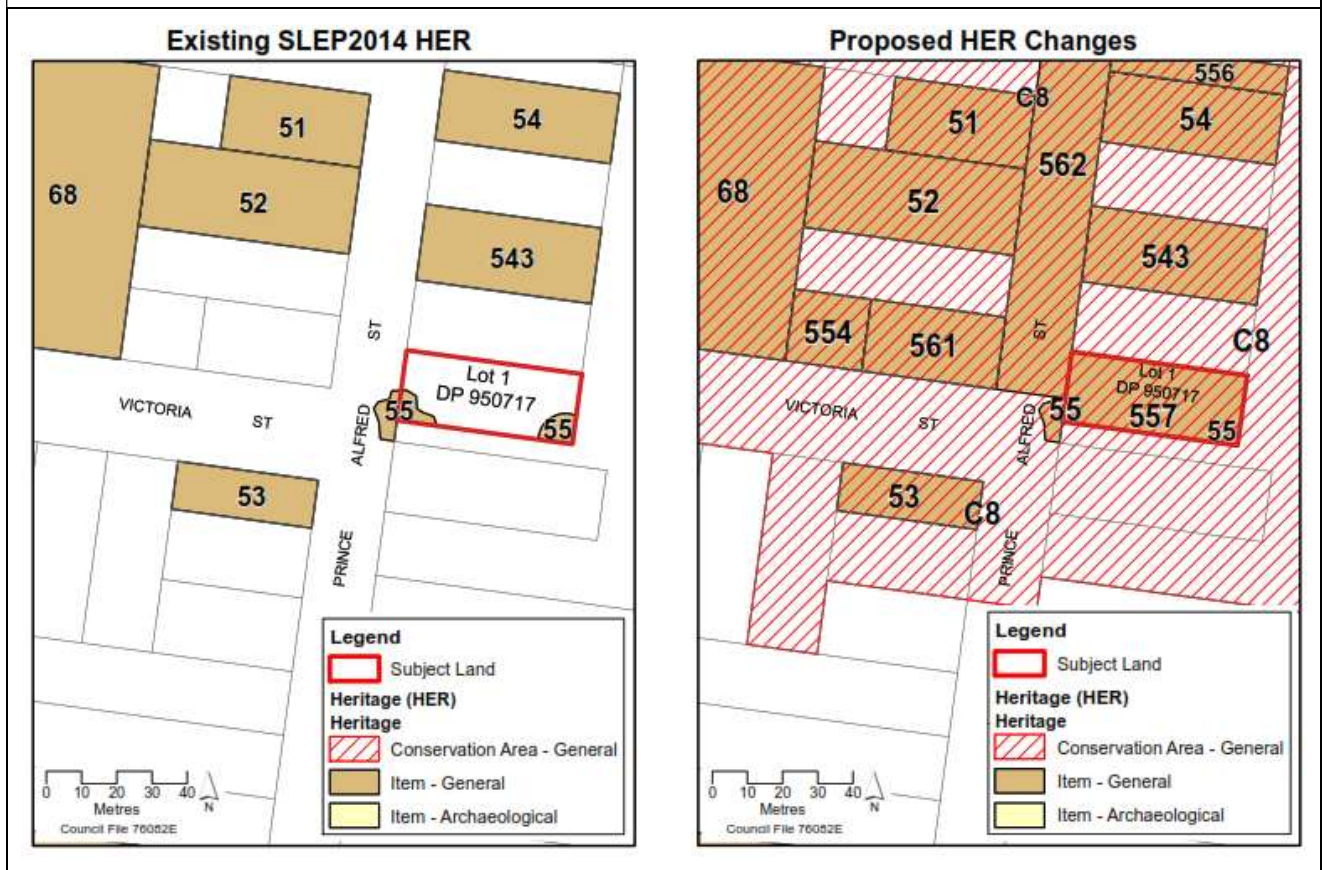 Existing SLEP2014 HER
51
54
68
52
543
ST
Lot 1
DP 950717
VICTORIA ST
55
55
ALFRED
53
PRINCE
Legend
Subject Land
Heritage (HER)
Heritage
Conservation Area - General
Item - General
Item - Archaeological
0 10 20 30 40
Metres
N
Council File 76082E
Proposed HER Changes
556
C8
51
54
562
68
52
543
554
561
ST
C8
Lot 1
DP 950717
VICTORIA ST
55
557
55
ALFRED
53
C8
PRINCE
Legend
Subject Land
Heritage (HER)
Heritage
Conservation Area - General
Item - General
Item - Archaeological
0 10 20 30 40
Metres
N
Council File 76082E